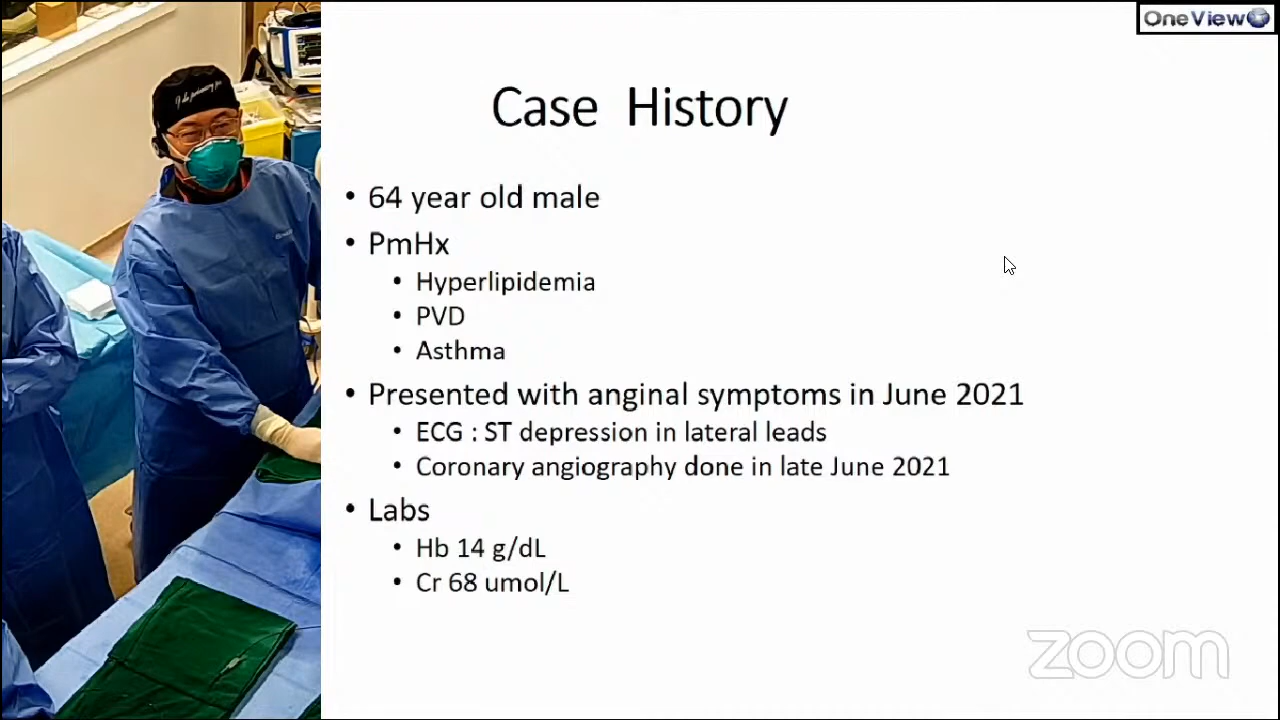 OneView
Case History
• 64 year old male
• PmHx
• Hyperlipidemia
• PVD
• Asthma
• Presented with anginal symptoms in June 2021
• ECG : ST depression in lateral leads
• Coronary angiography done in late June 2021
• Labs
• Hb 14 g/dL
• Cr 68 umol/L
zoom